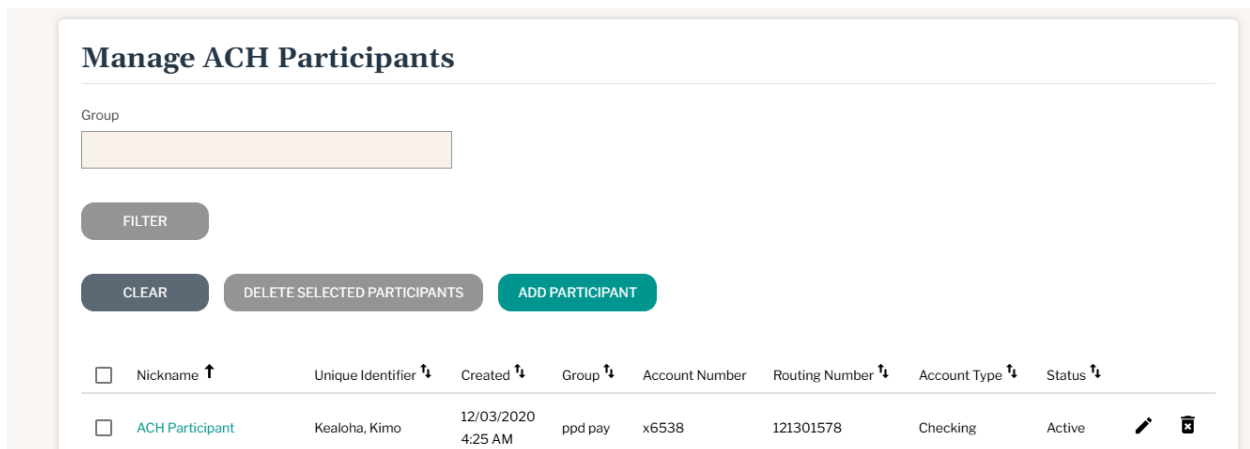 Manage ACH Participants
Group
FILTER
CLEAR DELETE SELECTED PARTICIPANTS ADD PARTICIPANT
Nickname Unique Identifier Created Group Account Number Routing Number Account Type Status
ACH Participant Kealoha, Kimo 12/03/2020 4:25 AM ppd pay x6538 121301578 Checking Active